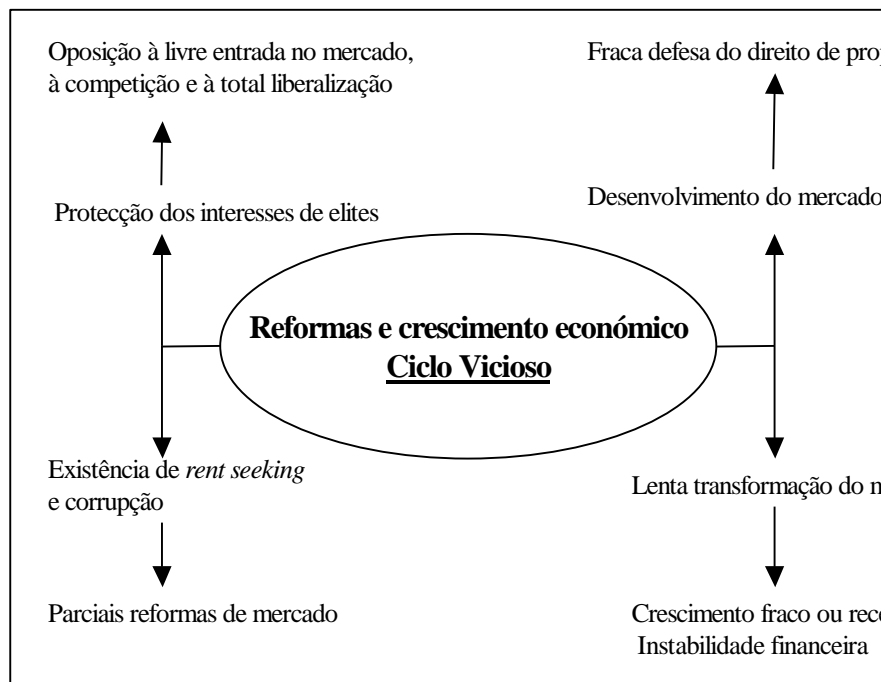 Oposição à livre entrada no mercado,
à competição e à total liberalização
Fraca defesa do direito de
Protecção dos interesses de elites
Desenvolvimento do mercado
Reformas e crescimento económico
Ciclo Vicioso
Existência de rent seeking
e corrupção
Lenta transformação do
Parciais reformas de mercado
Crescimento fraco ou
Instabilidade financeira